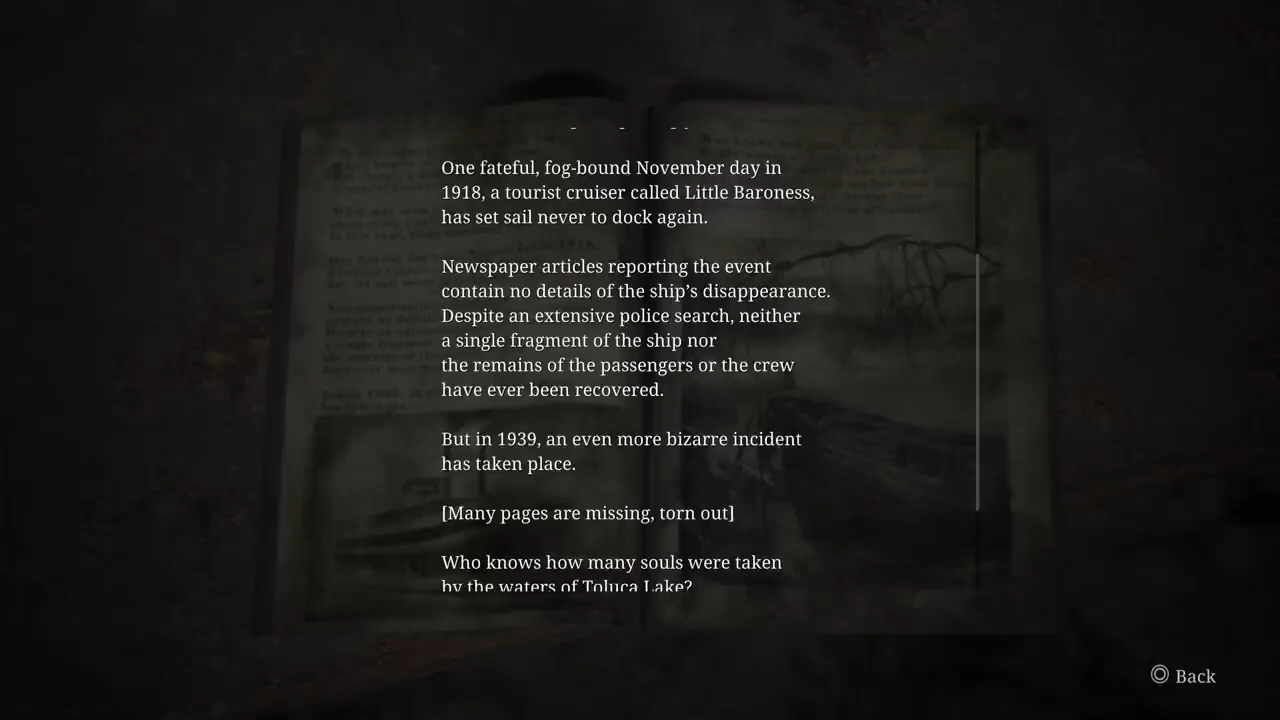 One fateful, fog-bound November day in
1918, a tourist cruiser called Little Baroness,
has set sail never to dock again.
Newspaper articles reporting the event
contain no details of the ship’s disappearance.
Despite an extensive police search, neither
a single fragment of the ship nor
the remains of the passengers or the crew
have ever been recovered.
But in 1939, an even more bizarre incident
has taken place.
[Many pages are missing, torn out]
Who knows how many souls were taken
by the waters of Toluca Lake?
Back